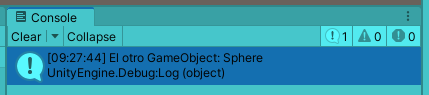 Console
Clear Collapse 1 0 0
[09:27:44] El otro GameObject: Sphere
UnityEngine.Debug:Log (object)